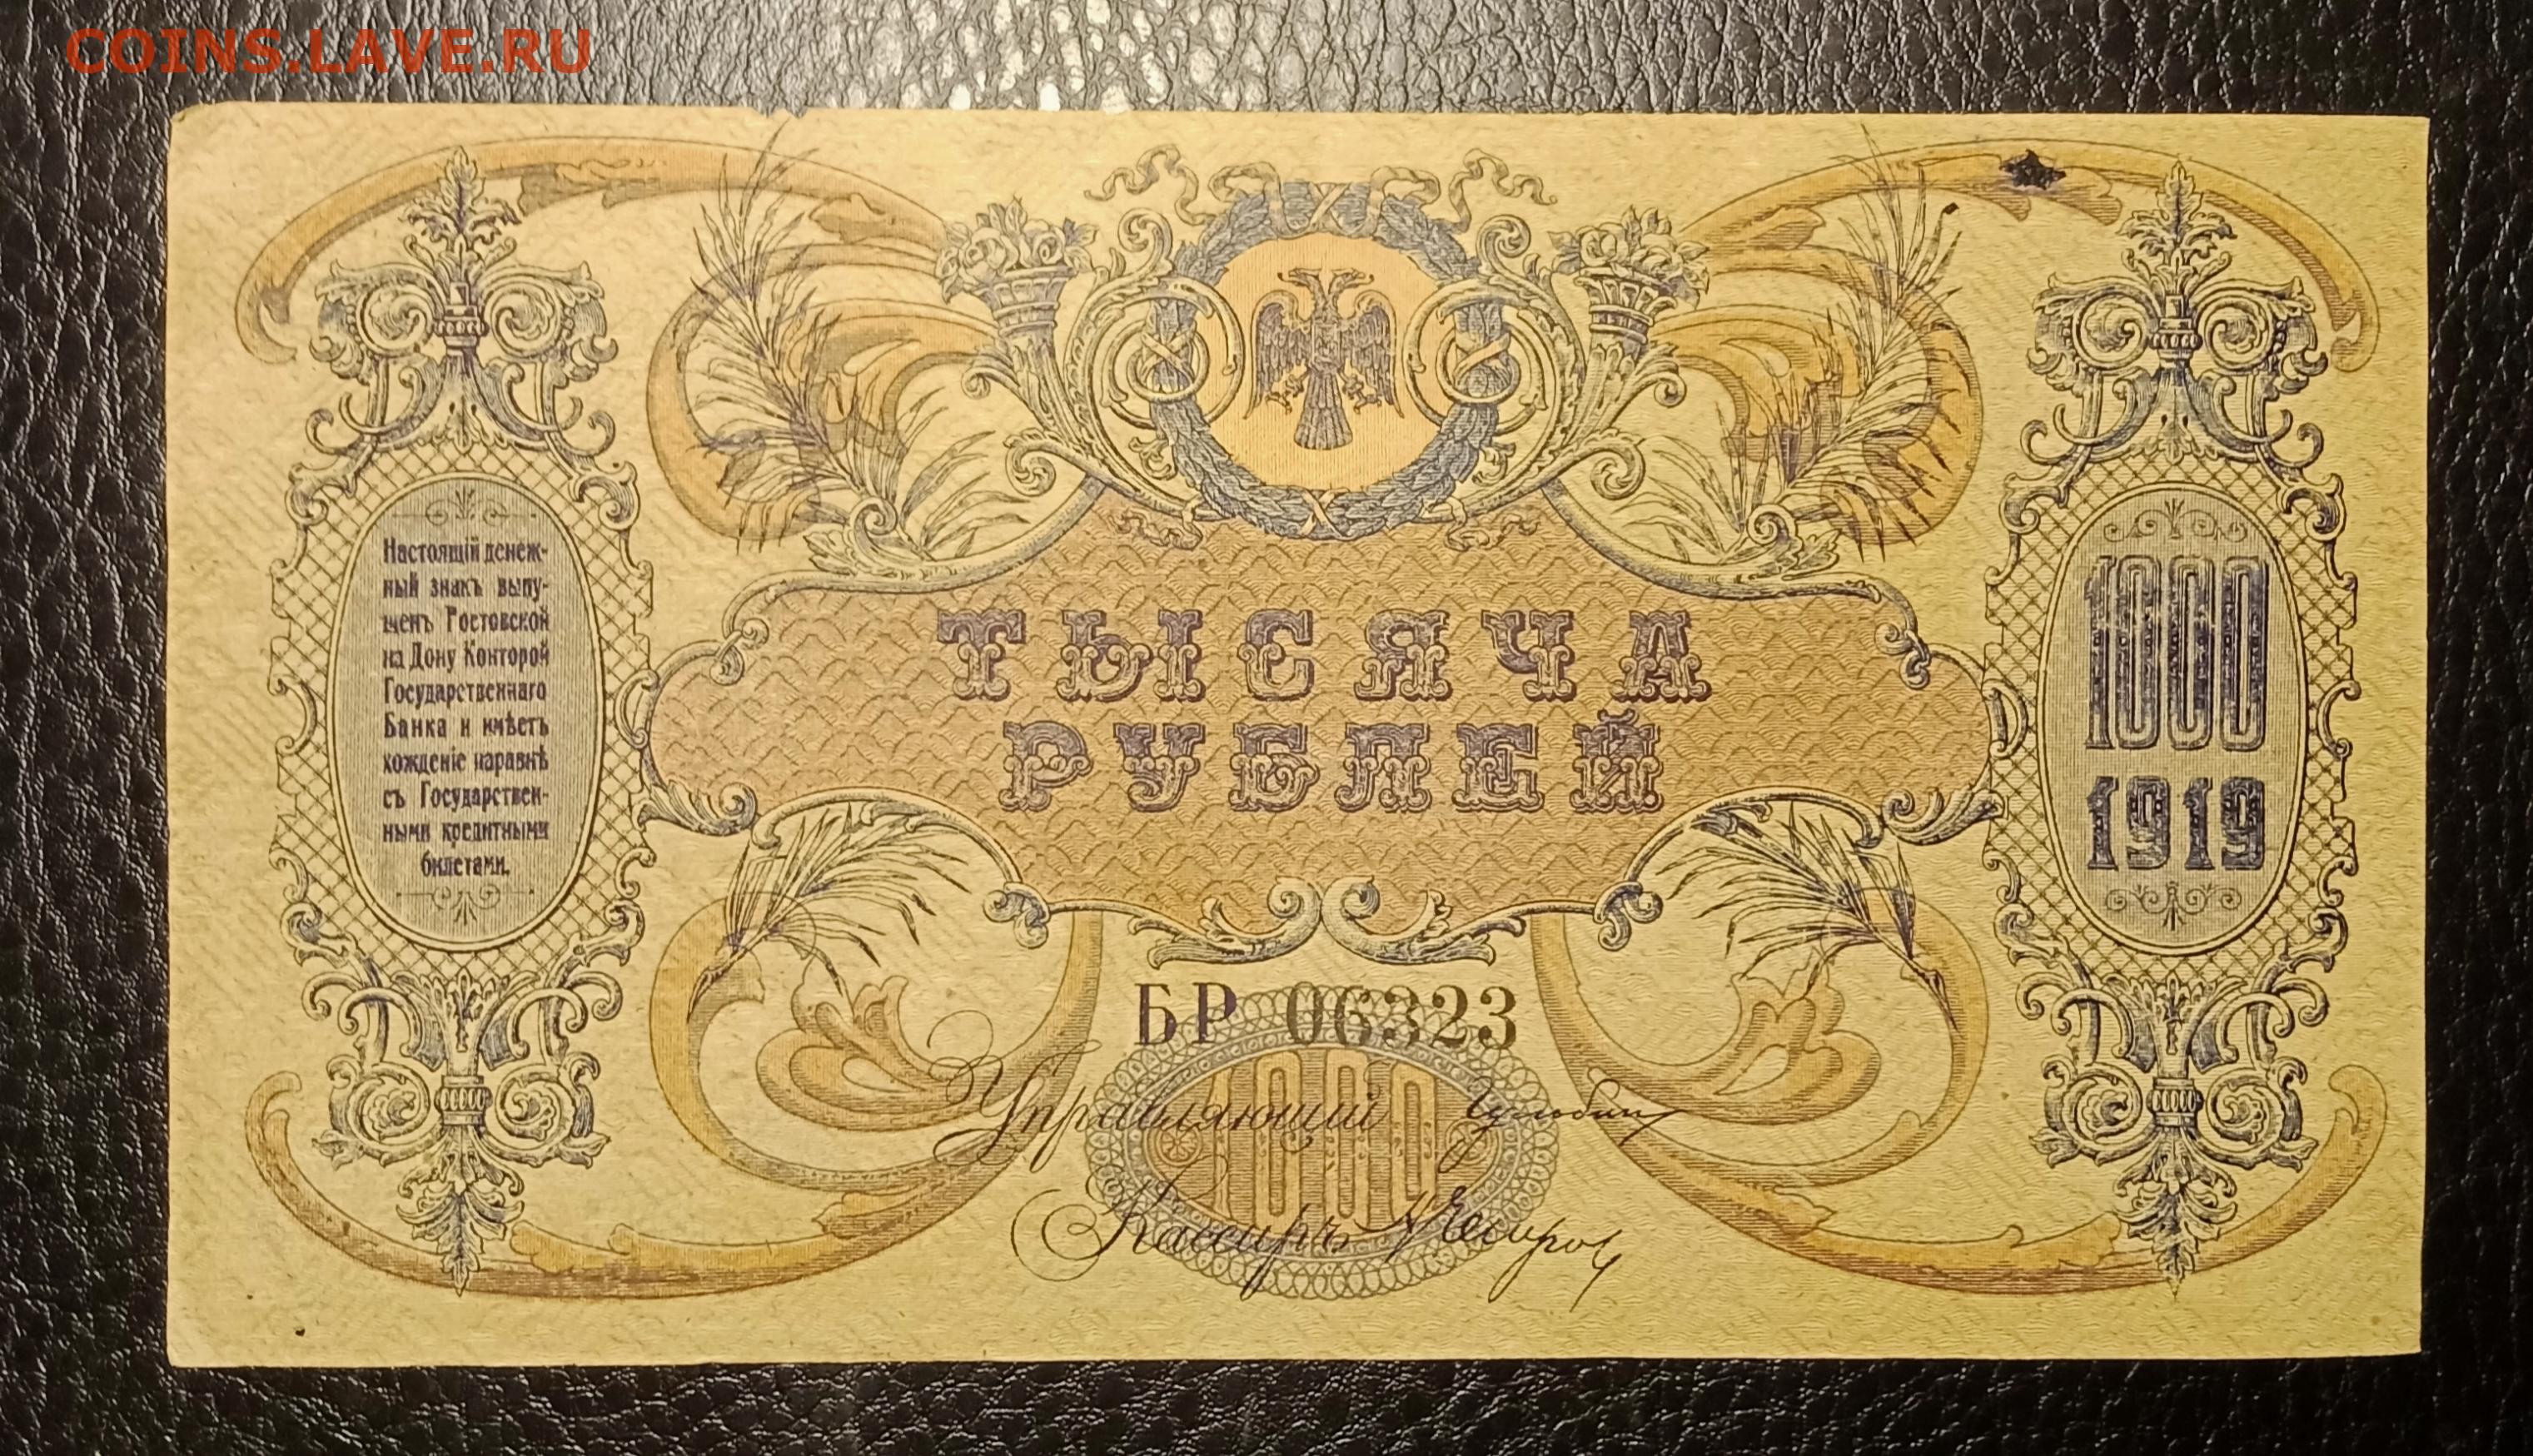 COINS.LAVE.RU
Настоящій денеж-
ный знакъ выпу-
щенъ Ростовской
на Дону Конторой
Государственнаго
Банка и имѣетъ
хожденіе наравнѣ
съ Государствен-
ными кредитными
билетами.
ТЫСЯЧА
РУБЛЕЙ
1000
1919
БР 06323
1000
Управляющій
Кассиръ